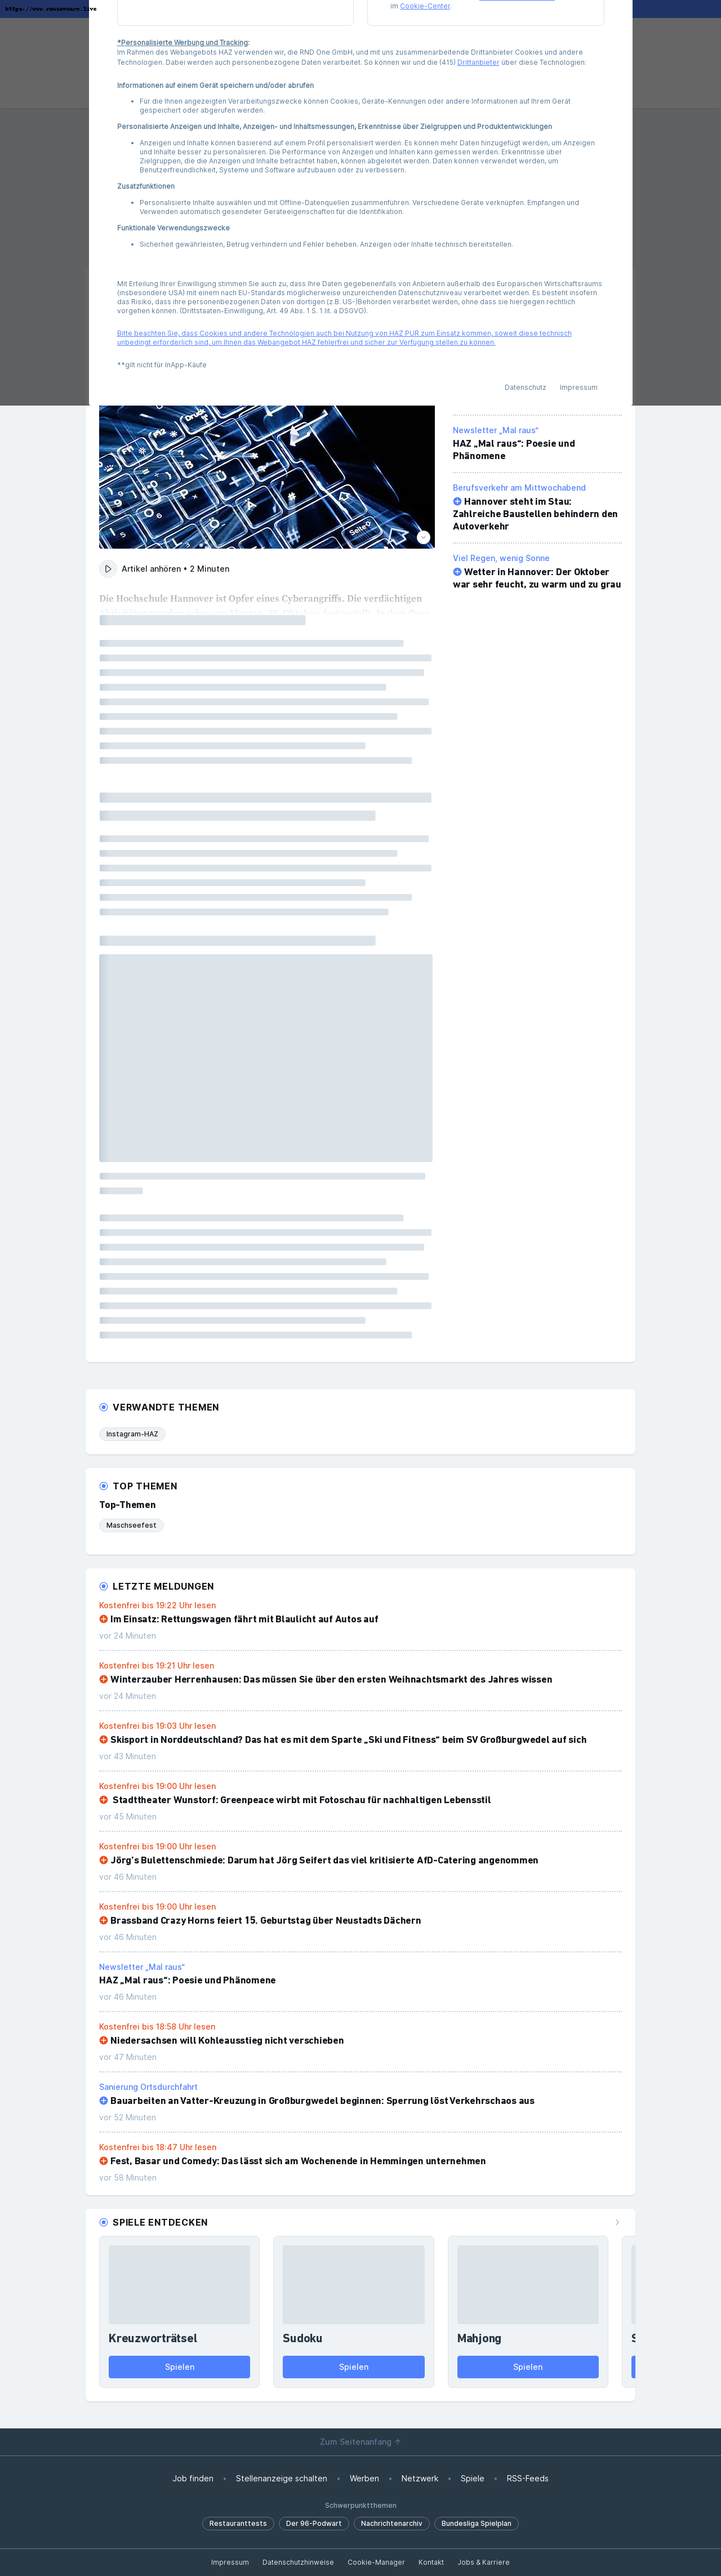 https://www.ransomware.live
im Cookie-Center.
*Personalisierte Werbung und Tracking:
Im Rahmen des Webangebots HAZ verwenden wir, die RND One GmbH, und mit uns zusammenarbeitende Drittanbieter Cookies und andere
Technologien. Dabei werden auch personenbezogene Daten verarbeitet. So können wir und die (415) Drittanbieter über diese Technologien:
Informationen auf einem Gerät speichern und/oder abrufen
• Für die Ihnen angezeigten Verarbeitungszwecke können Cookies, Geräte-Kennungen oder andere Informationen auf Ihrem Gerät
gespeichert oder abgerufen werden.
Personalisierte Anzeigen und Inhalte, Anzeigen- und Inhaltsmessungen, Erkenntnisse über Zielgruppen und Produktentwicklungen
• Anzeigen und Inhalte können basierend auf einem Profil personalisiert werden. Es können mehr Daten hinzugefügt werden, um Anzeigen
und Inhalte besser zu personalisieren. Die Performance von Anzeigen und Inhalten kann gemessen werden. Erkenntnisse über
Zielgruppen, die die Anzeigen und Inhalte betrachtet haben, können abgeleitet werden. Daten können verwendet werden, um
Benutzerfreundlichkeit, Systeme und Software aufzubauen oder zu verbessern.
Zusatzfunktionen
• Personalisierte Inhalte auswählen und mit Offline-Datenquellen zusammenführen. Verschiedene Geräte verknüpfen. Empfangen und
Verwenden automatisch gesendeter Geräteeigenschaften für die Identifikation.
Funktionale Verwendungszwecke
• Sicherheit gewährleisten, Betrug verhindern und Fehler beheben. Anzeigen oder Inhalte technisch bereitstellen.
Mit Erteilung Ihrer Einwilligung stimmen Sie auch zu, dass Ihre Daten gegebenenfalls von Anbietern außerhalb des Europäischen Wirtschaftsraums
(insbesondere USA) mit einem nach EU-Standards möglicherweise unzureichenden Datenschutzniveau verarbeitet werden. Es besteht insofern
das Risiko, dass ihre personenbezogenen Daten von dortigen (z.B. US-)Behörden verarbeitet werden, ohne dass sie hiergegen rechtlich
vorgehen können. (Drittstaaten-Einwilligung, Art. 49 Abs. 1 S. 1 lit. a DSGVO).
Bitte beachten Sie, dass Cookies und andere Technologien auch bei Nutzung von HAZ PUR zum Einsatz kommen, soweit diese technisch
unbedingt erforderlich sind, um Ihnen das Webangebot HAZ fehlerfrei und sicher zur Verfügung stellen zu können.
**gilt nicht für InApp-Käufe
Datenschutz Impressum
Druck
Seite
Artikel anhören • 2 Minuten
Die Hochschule Hannover ist Opfer eines Cyberangriffs. Die verdächtigen
Newsletter „Mal raus“
HAZ „Mal raus“: Poesie und
Phänomene
Berufsverkehr am Mittwochabend
Hannover steht im Stau:
Zahlreiche Baustellen behindern den
Autoverkehr
Viel Regen, wenig Sonne
Wetter in Hannover: Der Oktober
war sehr feucht, zu warm und zu grau
VERWANDTE THEMEN
Instagram-HAZ
TOP THEMEN
Top-Themen
Maschseefest
LETZTE MELDUNGEN
Kostenfrei bis 19:22 Uhr lesen
Im Einsatz: Rettungswagen fährt mit Blaulicht auf Autos auf
vor 24 Minuten
Kostenfrei bis 19:21 Uhr lesen
Winterzauber Herrenhausen: Das müssen Sie über den ersten Weihnachtsmarkt des Jahres wissen
vor 24 Minuten
Kostenfrei bis 19:03 Uhr lesen
Skisport in Norddeutschland? Das hat es mit dem Sparte „Ski und Fitness“ beim SV Großburgwedel auf sich
vor 43 Minuten
Kostenfrei bis 19:00 Uhr lesen
Stadttheater Wunstorf: Greenpeace wirbt mit Fotoschau für nachhaltigen Lebensstil
vor 45 Minuten
Kostenfrei bis 19:00 Uhr lesen
Jörg's Bulettenschmiede: Darum hat Jörg Seifert das viel kritisierte AfD-Catering angenommen
vor 46 Minuten
Kostenfrei bis 19:00 Uhr lesen
Brassband Crazy Horns feiert 15. Geburtstag über Neustadts Dächern
vor 46 Minuten
Newsletter „Mal raus“
HAZ „Mal raus“: Poesie und Phänomene
vor 46 Minuten
Kostenfrei bis 18:58 Uhr lesen
Niedersachsen will Kohleausstieg nicht verschieben
vor 47 Minuten
Sanierung Ortsdurchfahrt
Bauarbeiten an Vatter-Kreuzung in Großburgwedel beginnen: Sperrung löst Verkehrschaos aus
vor 52 Minuten
Kostenfrei bis 18:47 Uhr lesen
Fest, Basar und Comedy: Das lässt sich am Wochenende in Hemmingen unternehmen
vor 58 Minuten
SPIELE ENTDECKEN
Kreuzworträtsel Sudoku Mahjong
Spielen Spielen Spielen
Zum Seitenanfang ↑
Job finden • Stellenanzeige schalten • Werben • Netzwerk • Spiele • RSS-Feeds
Schwerpunktthemen
Restauranttests Der 96-Podwart Nachrichtenarchiv Bundesliga Spielplan
Impressum Datenschutzhinweise Cookie-Manager Kontakt Jobs & Karriere